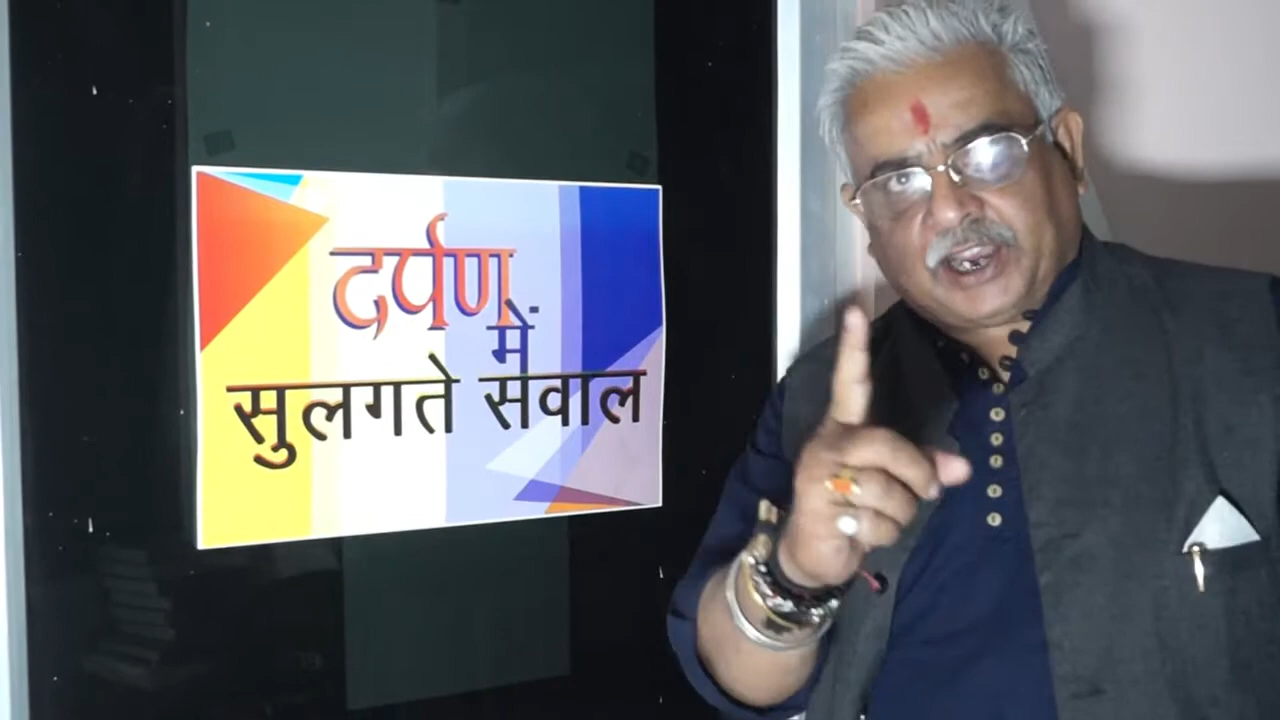 दर्पण
में
सुलगते सवाल